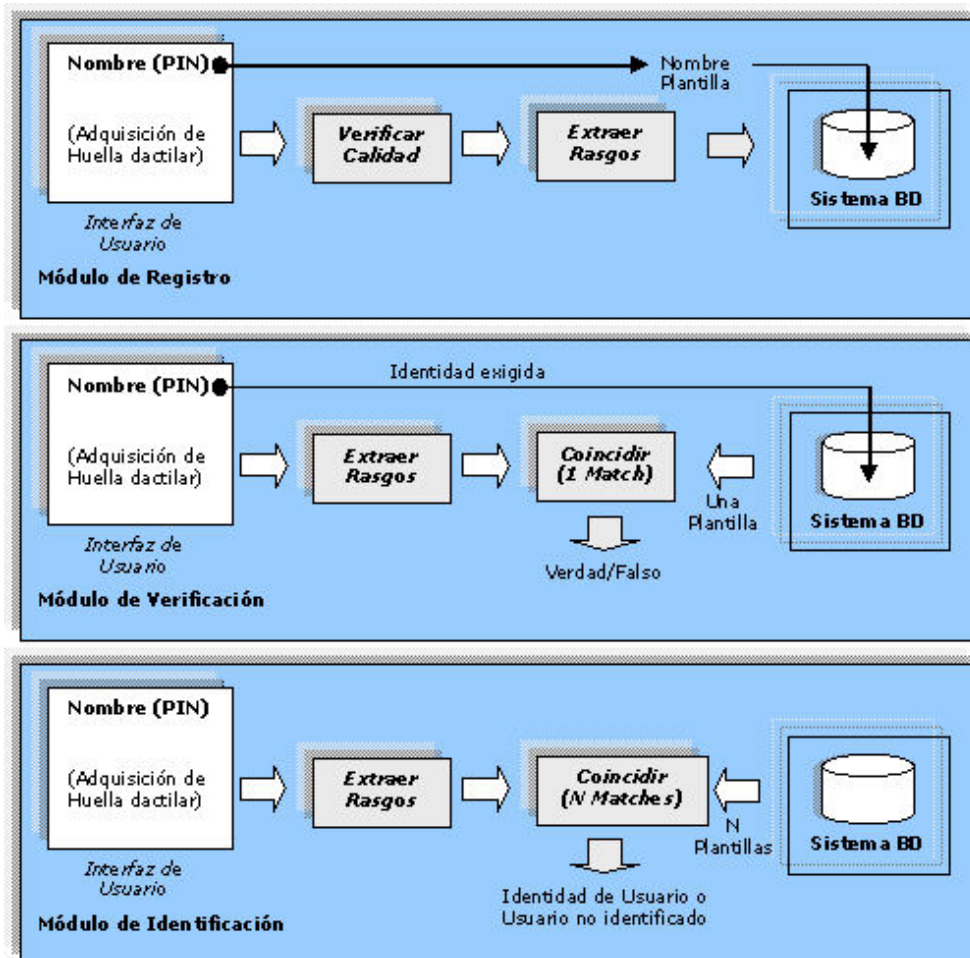 Nombre (PIN)
Nombre
Plantilla
(Adquisición de
Huella dactilar)
Verificar
Calidad
Extraer
Rasgos
Sistema BD
Interfaz de
Usuario
Módulo de Registro
Nombre (PIN)
Identidad exigida
(Adquisición de
Huella dactilar)
Extraer
Rasgos
Coincidir
(1 Match)
Una
Plantilla
Sistema BD
Interfaz de
Usuario
Verdad/Falso
Módulo de Verificación
Nombre (PIN)
(Adquisición de
Huella dactilar)
Extraer
Rasgos
Coincidir
(N Matches)
N
Plantillas
Sistema BD
Interfaz de
Usuario
Identidad de Usuario o
Usuario no identificado
Módulo de Identificación